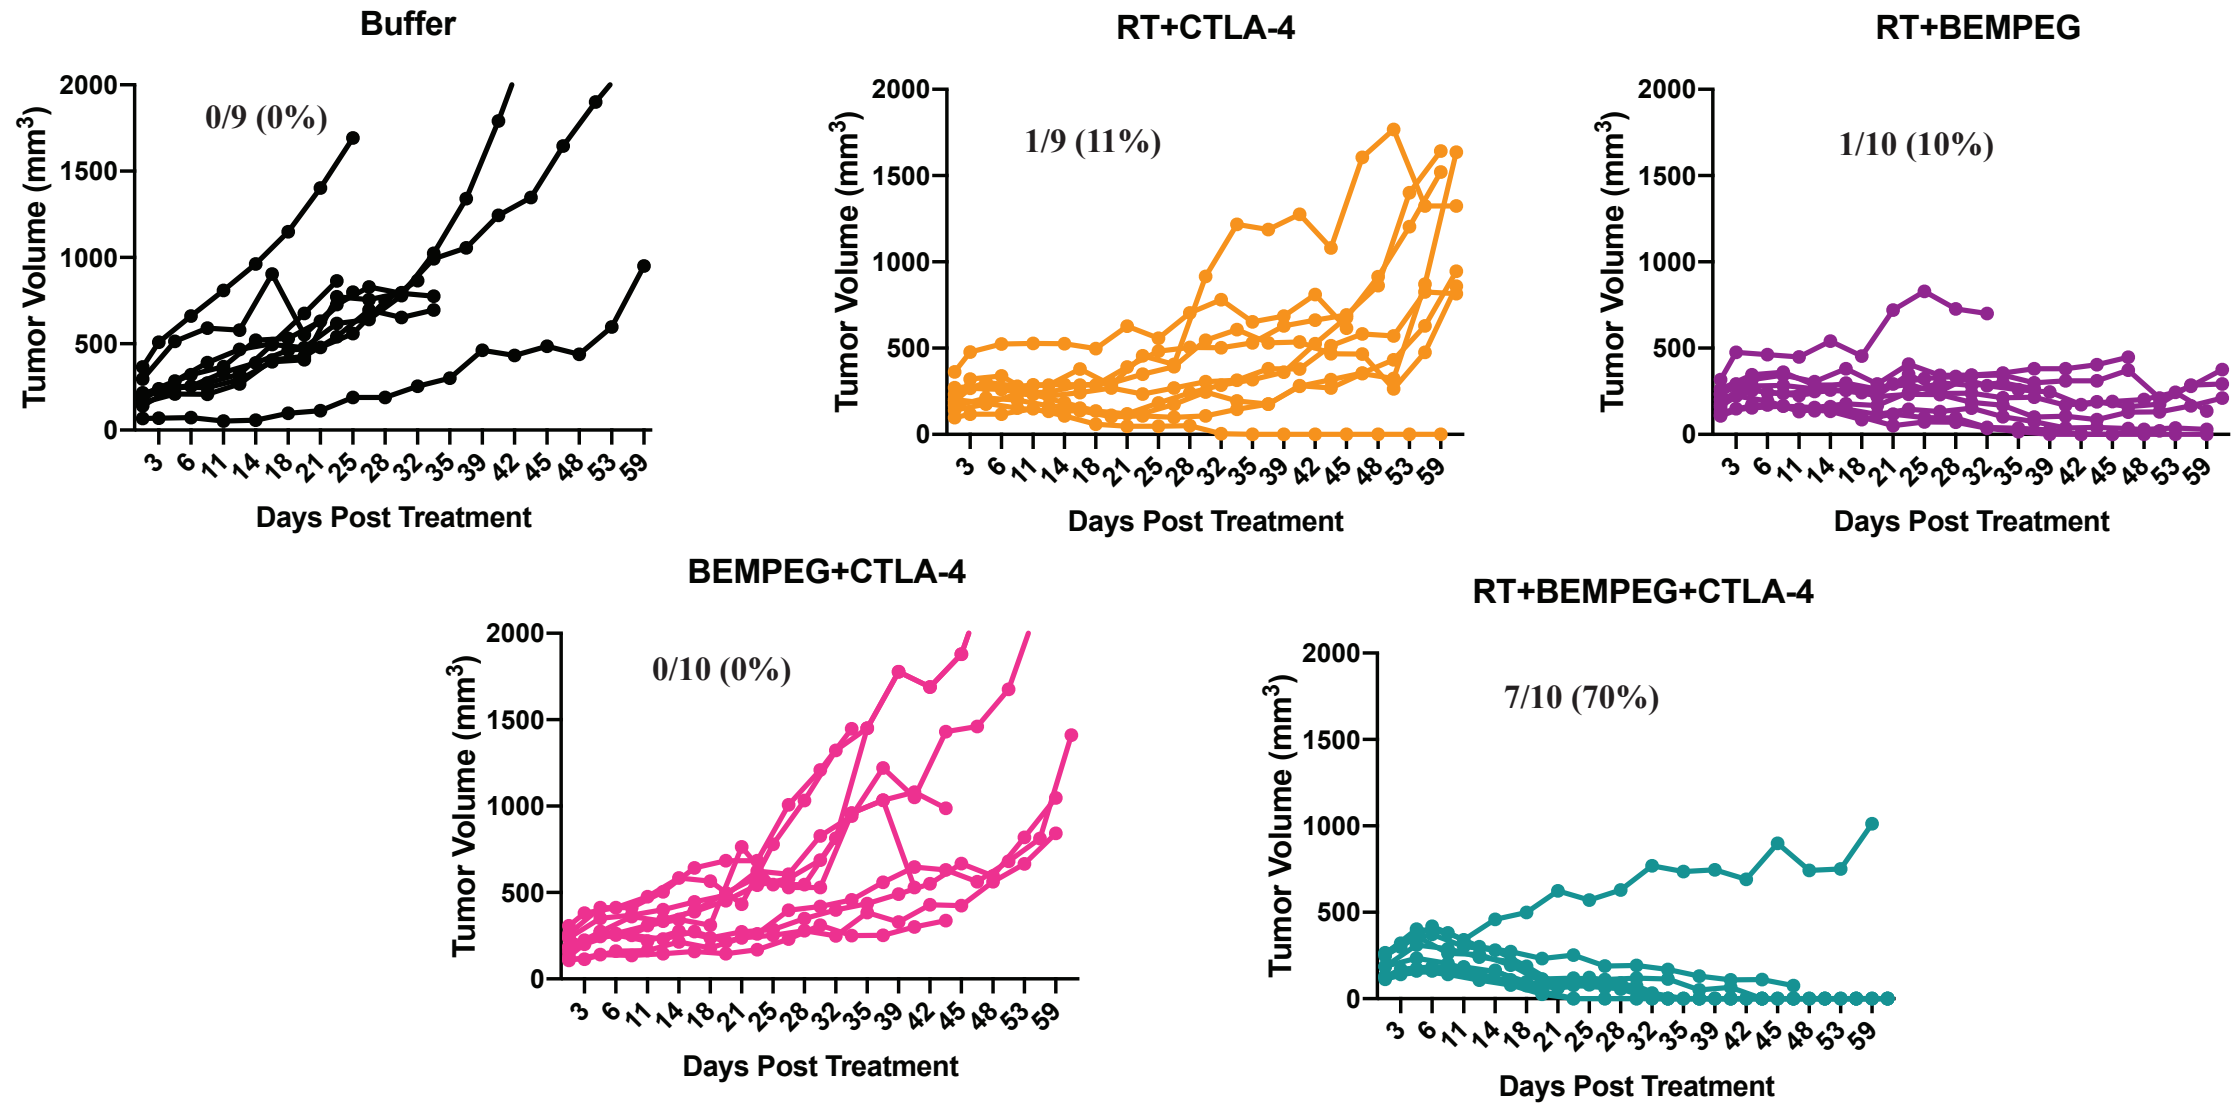 Buffer
0/9 (0%)
Tumor Volume (mm³)
2000
1500
1000
500
0
3 6 11 14 18 21 25 28 32 35 39 42 45 48 53 59
Days Post Treatment
RT+CTLA-4
1/9 (11%)
Tumor Volume (mm³)
2000
1500
1000
500
0
3 6 11 14 18 21 25 28 32 35 39 42 45 48 53 59
Days Post Treatment
RT+BEMPEG
1/10 (10%)
Tumor Volume (mm³)
2000
1500
1000
500
0
3 6 11 14 18 21 25 28 32 35 39 42 45 48 53 59
Days Post Treatment
BEMPEG+CTLA-4
0/10 (0%)
Tumor Volume (mm³)
2000
1500
1000
500
0
3 6 11 14 18 21 25 28 32 35 39 42 45 48 53 59
Days Post Treatment
RT+BEMPEG+CTLA-4
7/10 (70%)
Tumor Volume (mm³)
2000
1500
1000
500
0
3 6 11 14 18 21 25 28 32 35 39 42 45 48 53 59
Days Post Treatment